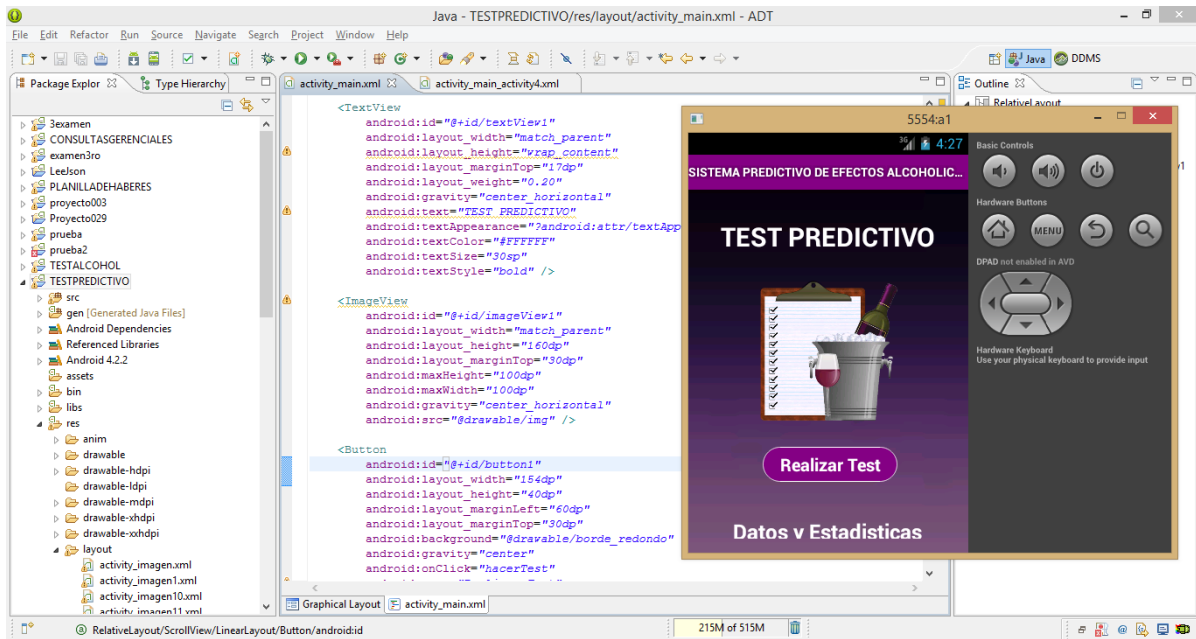 Java - TESTPREDICTIVO/res/layout/activity_main.xml - ADT
File Edit Refactor Run Source Navigate Search Project Window Help
Java DDMS
Package Explor Type Hierarchy
activity_main.xml activity_main_activity4.xml
Outline
3examen
CONSULTASGERENCIALES
examen3ro
LeeJson
PLANILLADEHABERES
proyecto003
Proyecto029
prueba
prueba2
TESTALCOHOL
TESTPREDICTIVO
src
gen [Generated Java Files]
Android Dependencies
Referenced Libraries
Android 4.2.2
assets
bin
libs
res
anim
drawable
drawable-hdpi
drawable-ldpi
drawable-mdpi
drawable-xhdpi
drawable-xxhdpi
layout
activity_imagen.xml
activity_imagen1.xml
activity_imagen10.xml
activity_imagen11.xml
<TextView
android:id="@+id/textView1"
android:layout_width="match_parent"
android:layout_height="wrap_content"
android:layout_marginTop="17dp"
android:layout_weight="0.20"
android:gravity="center_horizontal"
android:text="TEST PREDICTIVO"
android:textAppearance="?android:attr/textApp
android:textColor="#FFFFFF"
android:textSize="30sp"
android:textStyle="bold" />
<ImageView
android:id="@+id/imageView1"
android:layout_width="match_parent"
android:layout_height="160dp"
android:layout_marginTop="30dp"
android:maxHeight="100dp"
android:maxWidth="100dp"
android:gravity="center_horizontal"
android:src="@drawable/img" />
<Button
android:id="@+id/button1"
android:layout_width="154dp"
android:layout_height="40dp"
android:layout_marginLeft="60dp"
android:layout_marginTop="30dp"
android:background="@drawable/borde_redondo"
android:gravity="center"
android:onClick="hacerTest"
Graphical Layout activity_main.xml
RelativeLayout
5554:a1
3G 4:27
SISTEMA PREDICTIVO DE EFECTOS ALCOHOLIC...
TEST PREDICTIVO
Realizar Test
Datos y Estadisticas
Basic Controls
Hardware Buttons
MENU
DPAD not enabled in AVD
Hardware Keyboard
Use your physical keyboard to provide input
RelativeLayout/ScrollView/LinearLayout/Button/android:id
215M of 515M